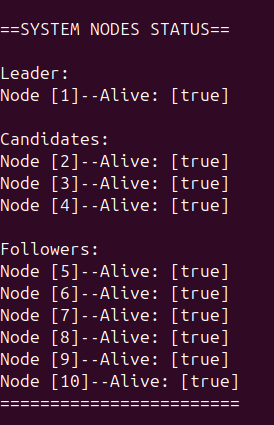 ==SYSTEM NODES STATUS==
Leader:
Node [1]--Alive: [true]
Candidates:
Node [2]--Alive: [true]
Node [3]--Alive: [true]
Node [4]--Alive: [true]
Followers:
Node [5]--Alive: [true]
Node [6]--Alive: [true]
Node [7]--Alive: [true]
Node [8]--Alive: [true]
Node [9]--Alive: [true]
Node [10]--Alive: [true]
========================